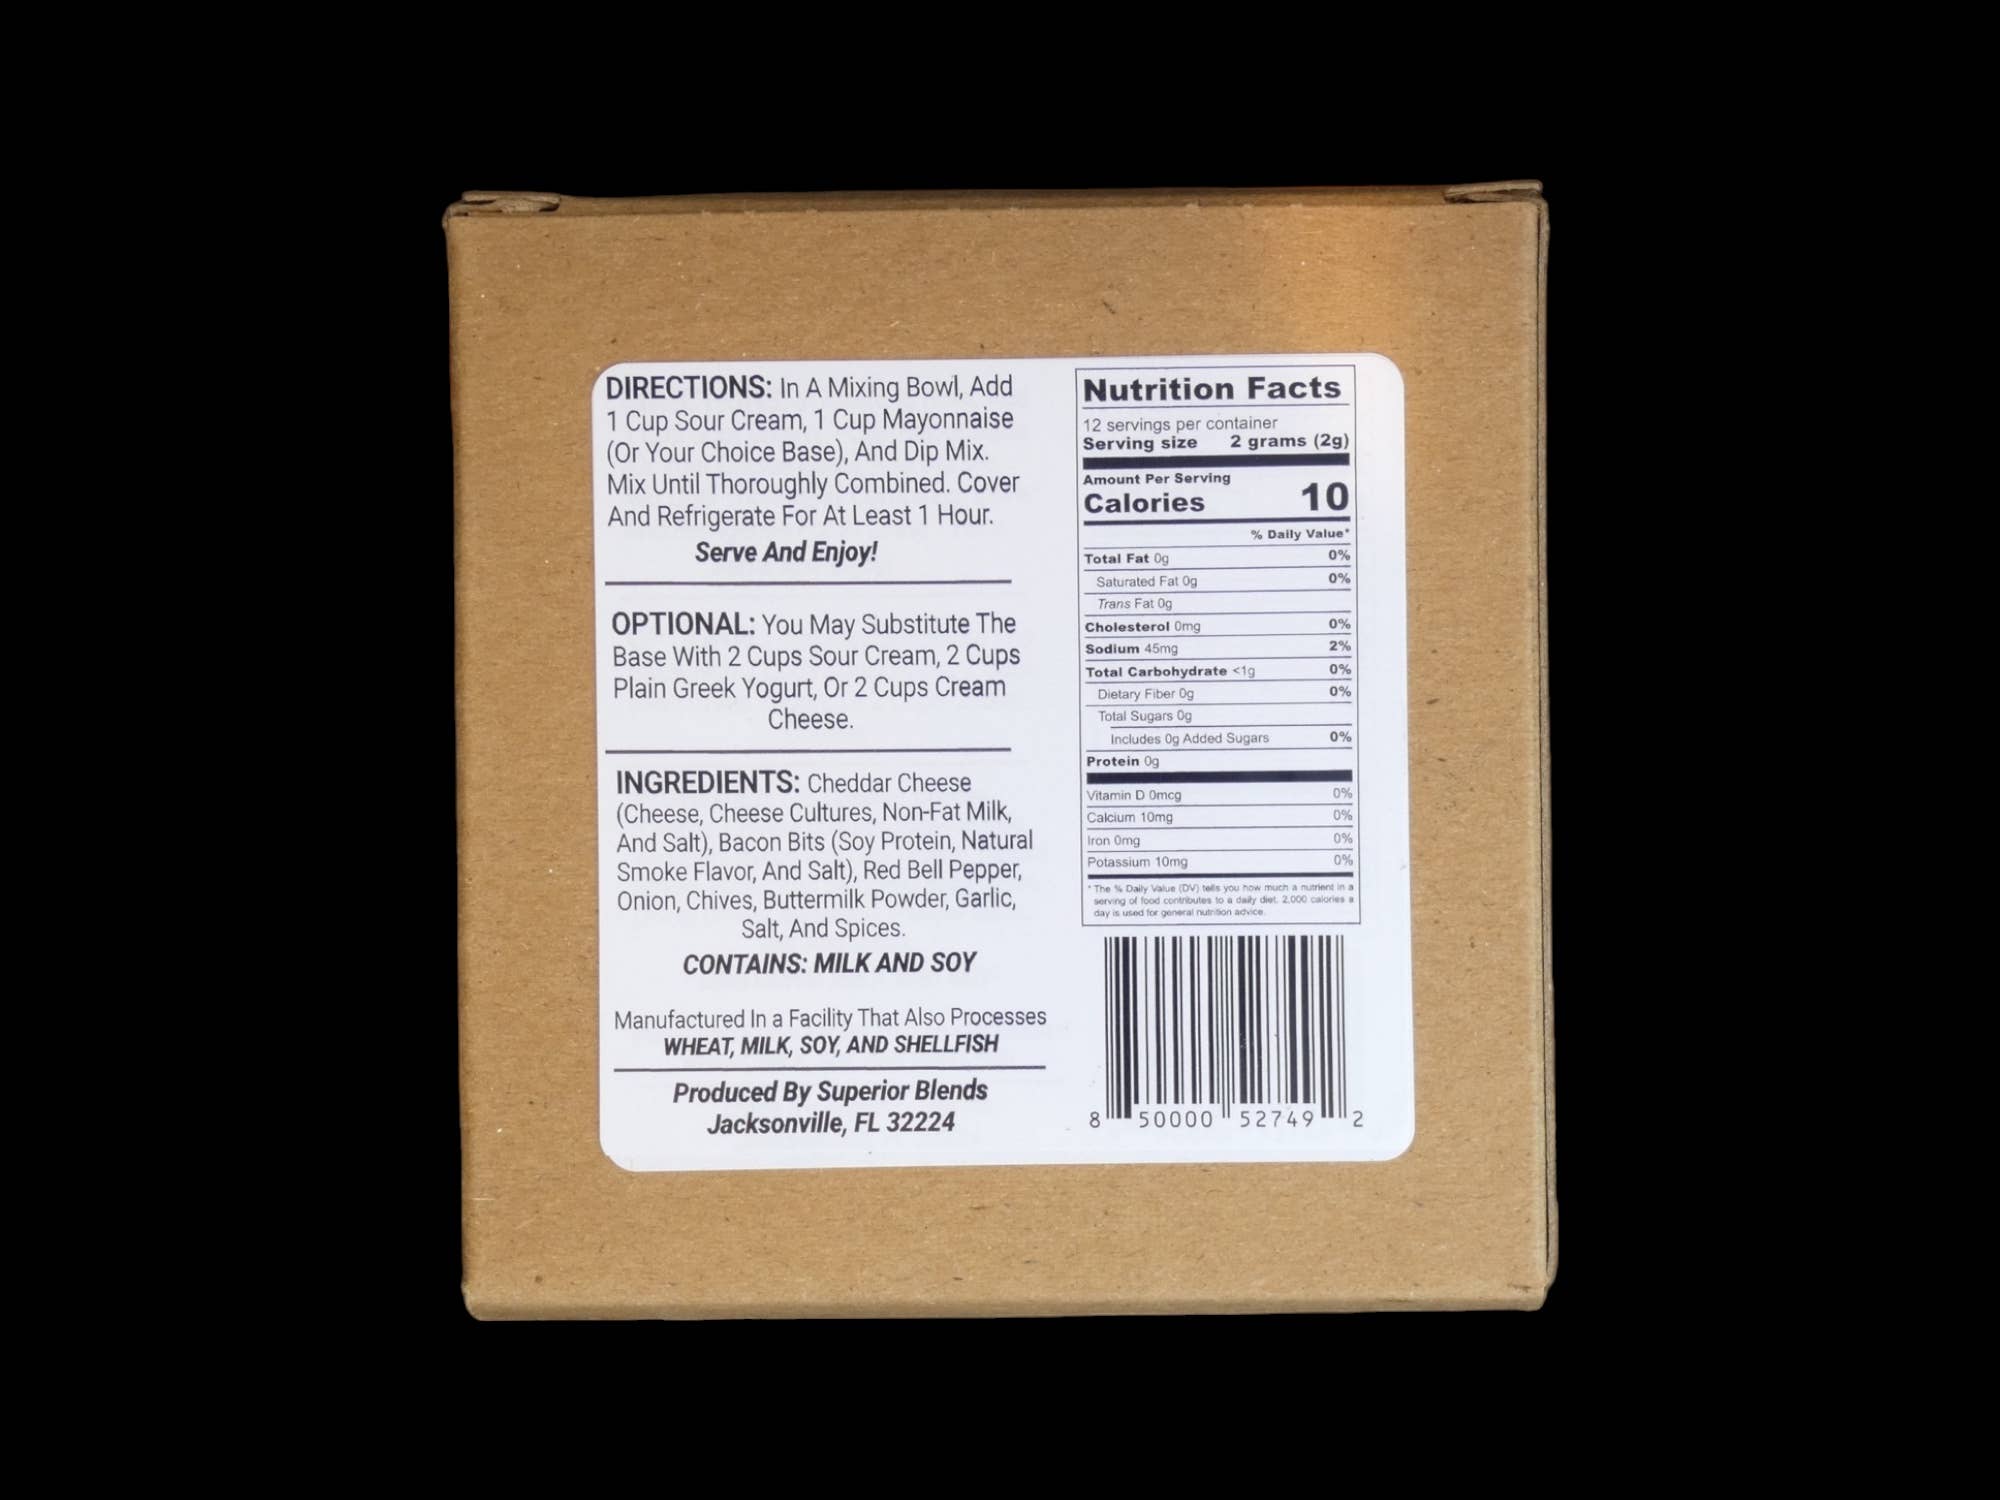 DIRECTIONS: In A Mixing Bowl, Add
1 Cup Sour Cream, 1 Cup Mayonnaise
(Or Your Choice Base), And Dip Mix.
Mix Until Thoroughly Combined. Cover
And Refrigerate For At Least 1 Hour.
Serve And Enjoy!
OPTIONAL: You May Substitute The
Base With 2 Cups Sour Cream, 2 Cups
Plain Greek Yogurt, Or 2 Cups Cream
Cheese.
INGREDIENTS: Cheddar Cheese
(Cheese, Cheese Cultures, Non-Fat Milk,
And Salt), Bacon Bits (Soy Protein, Natural
Smoke Flavor, And Salt), Red Bell Pepper,
Onion, Chives, Buttermilk Powder, Garlic,
Salt, And Spices.
CONTAINS: MILK AND SOY
Manufactured In a Facility That Also Processes
WHEAT, MILK, SOY, AND SHELLFISH
Produced By Superior Blends
Jacksonville, FL 32224
Nutrition Facts
12 servings per container
Serving size 2 grams (2g)
Amount Per Serving
Calories 10
% Daily Value*
Total Fat 0g 0%
Saturated Fat 0g 0%
Trans Fat 0g
Cholesterol 0mg 0%
Sodium 45mg 2%
Total Carbohydrate <1g 0%
Dietary Fiber 0g 0%
Total Sugars 0g
Includes 0g Added Sugars 0%
Protein 0g
Vitamin D 0mcg 0%
Calcium 10mg 0%
Iron 0mg 0%
Potassium 10mg 0%
* The % Daily Value (DV) tells you how much a nutrient in a
serving of food contributes to a daily diet. 2,000 calories a
day is used for general nutrition advice.
8 50000 52749 2